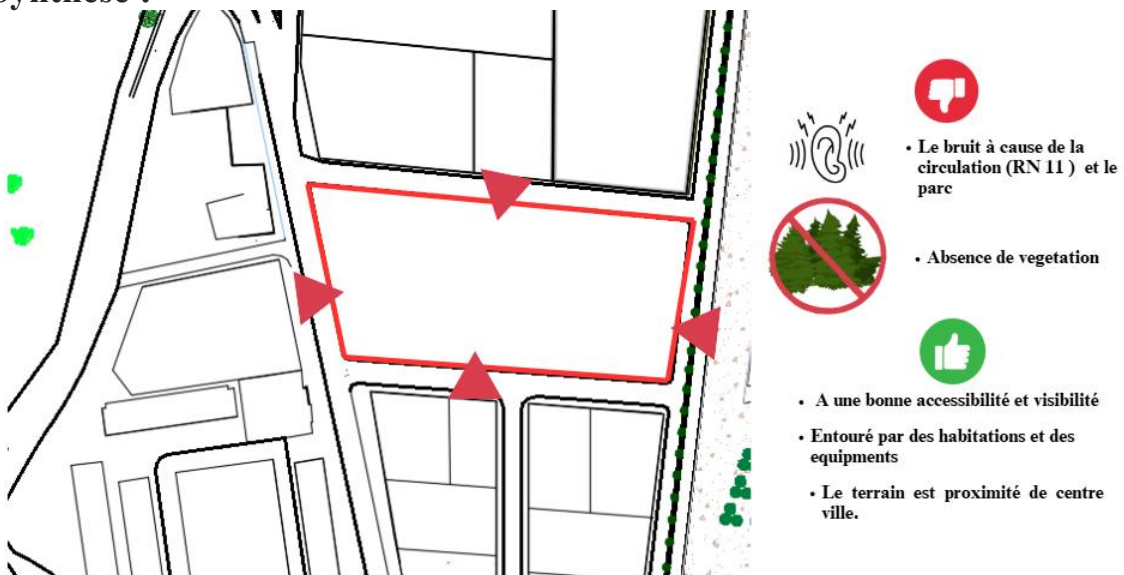 Synthèse :
• Le bruit à cause de la
circulation (RN 11 ) et le
parc
• Absence de vegetation
• A une bonne accessibilité et visibilité
• Entouré par des habitations et des
equipments
• Le terrain est proximité de centre
ville.